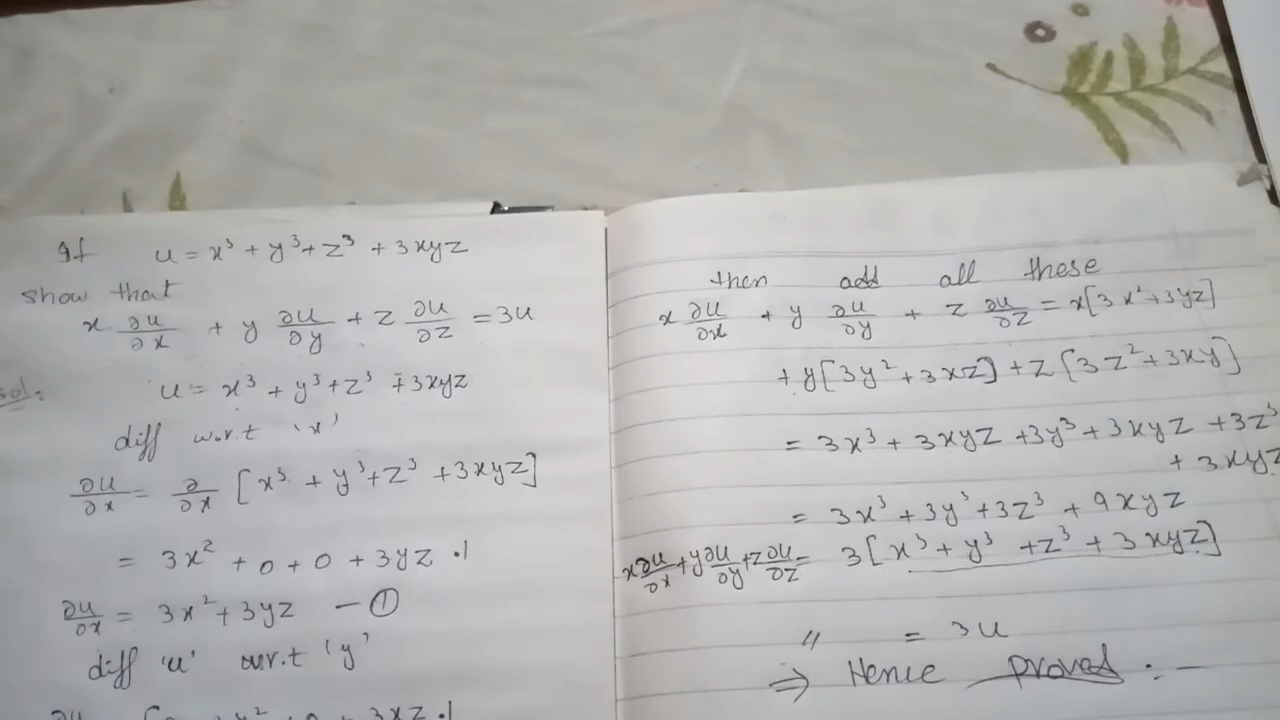 If u = x³ + y³ + z³ + 3xyz
show that
x ∂u/∂x + y ∂u/∂y + z ∂u/∂z = 3u
sol:
u = x³ + y³ + z³ + 3xyz
diff w.r.t 'x'
∂u/∂x = ∂/∂x [x³ + y³ + z³ + 3xyz]
= 3x² + 0 + 0 + 3yz · 1
∂u/∂x = 3x² + 3yz — ①
diff 'u' w.r.t 'y'
3xz · 1
then add all these
x ∂u/∂x + y ∂u/∂y + z ∂u/∂z = x[3x² + 3yz]
+ y[3y² + 3xz] + z[3z² + 3xy]
= 3x³ + 3xyz + 3y³ + 3xyz + 3z³
+ 3xyz
= 3x³ + 3y³ + 3z³ + 9xyz
x ∂u/∂x + y ∂u/∂y + z ∂u/∂z = 3[x³ + y³ + z³ + 3xyz]
〃 = 3u
⇒ Hence proved : —